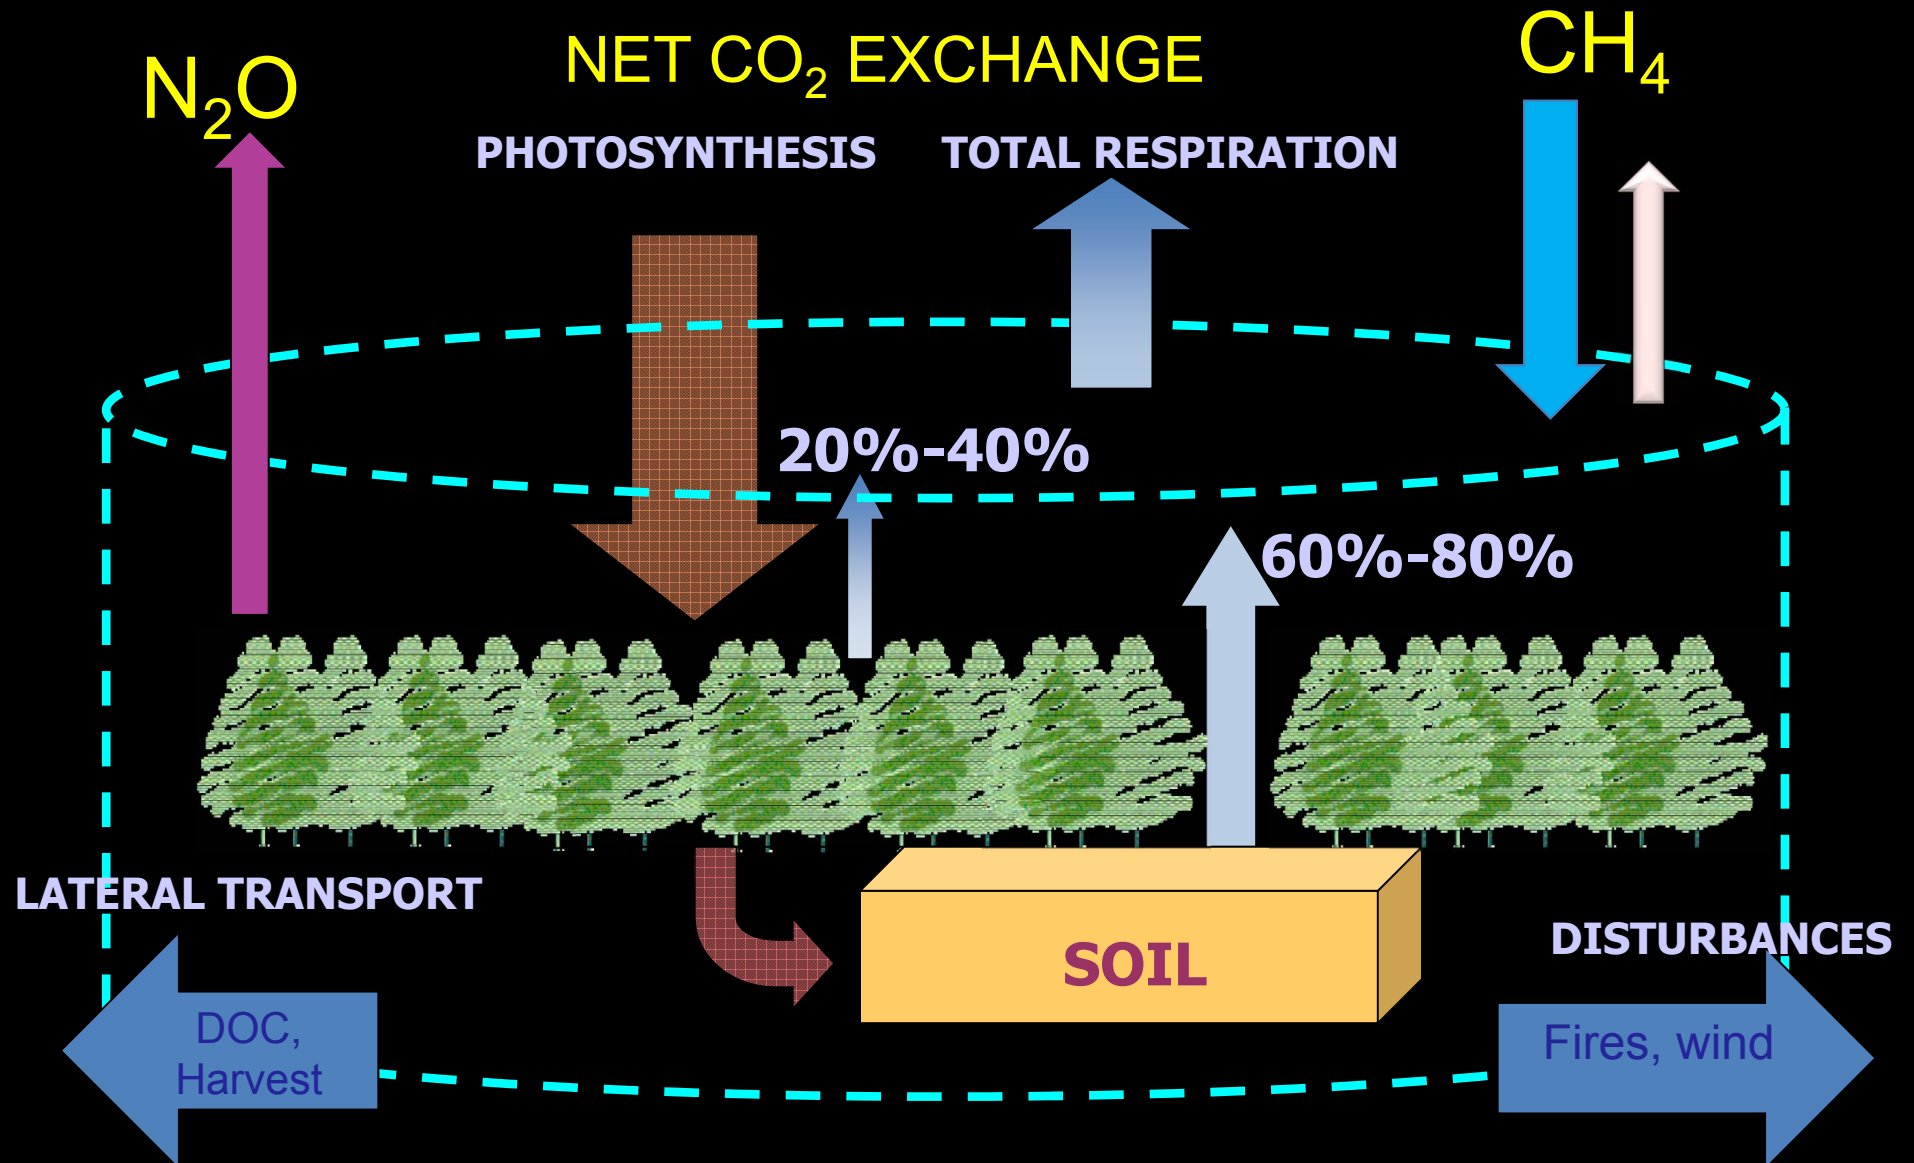 N₂O
NET CO₂ EXCHANGE
CH₄
PHOTOSYNTHESIS
TOTAL RESPIRATION
20%-40%
60%-80%
LATERAL TRANSPORT
DISTURBANCES
SOIL
DOC,
Harvest
Fires, wind